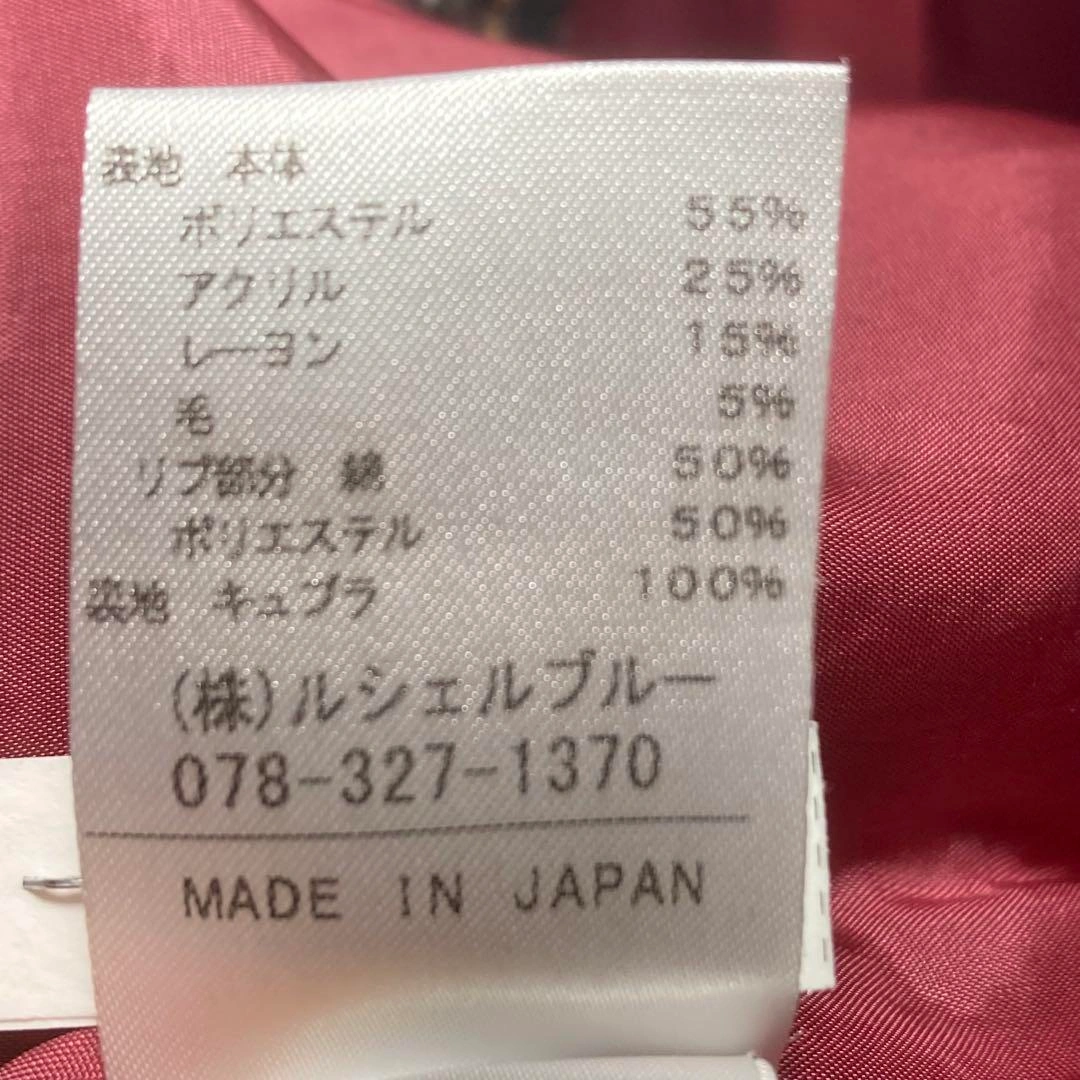 表地 本体
ポリエステル 55%
アクリル 25%
レーヨン 15%
毛 5%
リブ部分 綿 50%
ポリエステル 50%
裏地 キュプラ 100%
(株)ルシェルブルー
078-327-1370
MADE IN JAPAN